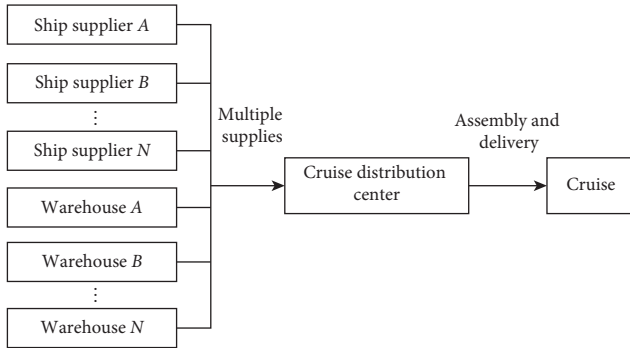 Ship supplier A
Ship supplier B
⋮
Ship supplier N
Warehouse A
Warehouse B
⋮
Warehouse N
Multiple
supplies
Cruise distribution
center
Assembly and
delivery
Cruise